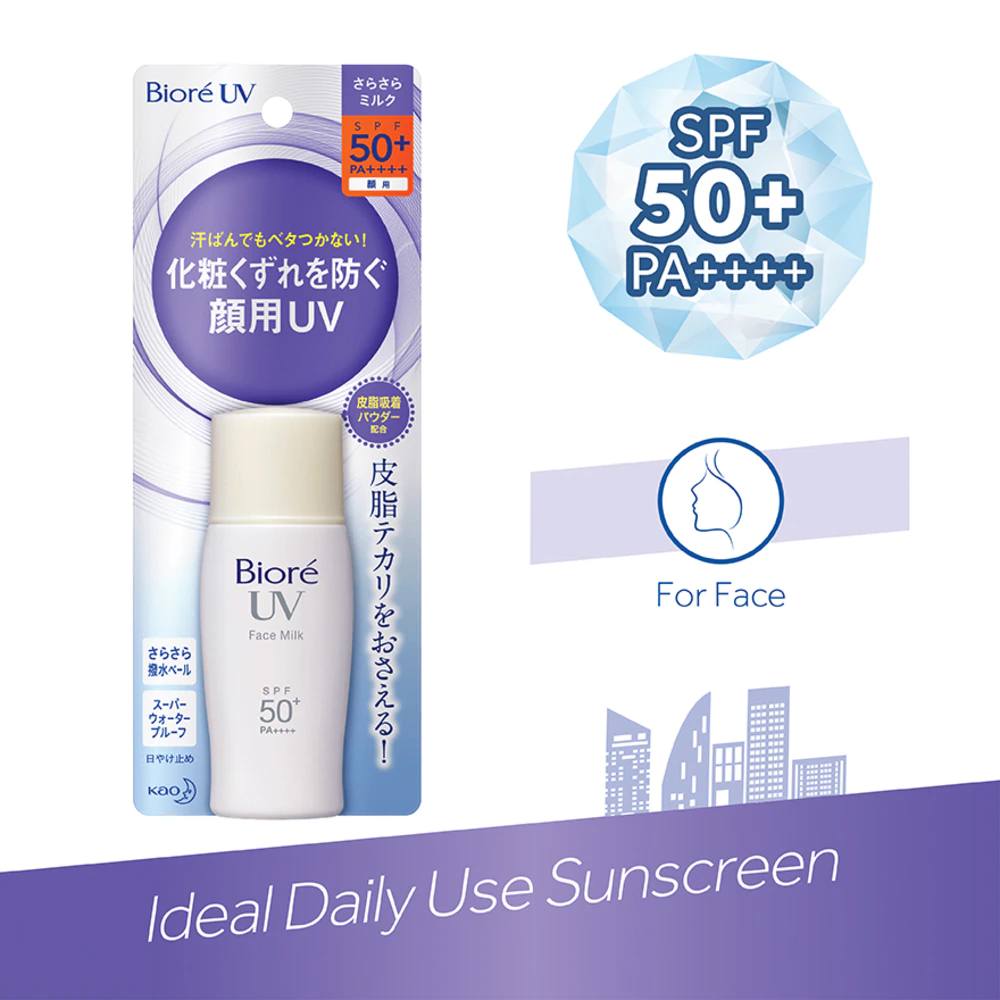 Bioré UV
さらさら
ミルク
SPF
50+
PA++++
顔用
汗ばんでもベタつかない!
化粧くずれを防ぐ
顔用UV
皮脂吸着
パウダー
配合
皮脂テカリをおさえる!
Bioré
UV
Face Milk
SPF
50+
PA++++
さらさら
撥水ベール
スーパー
ウォーター
プルーフ
日やけ止め
Kao
SPF
50+
PA++++
For Face
Ideal Daily Use Sunscreen